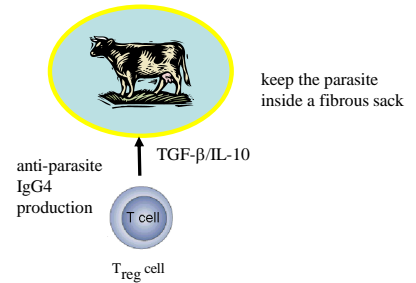 keep the parasite
inside a fibrous sack
TGF-β/IL-10
anti-parasite
IgG4
production
T cell
Treg cell